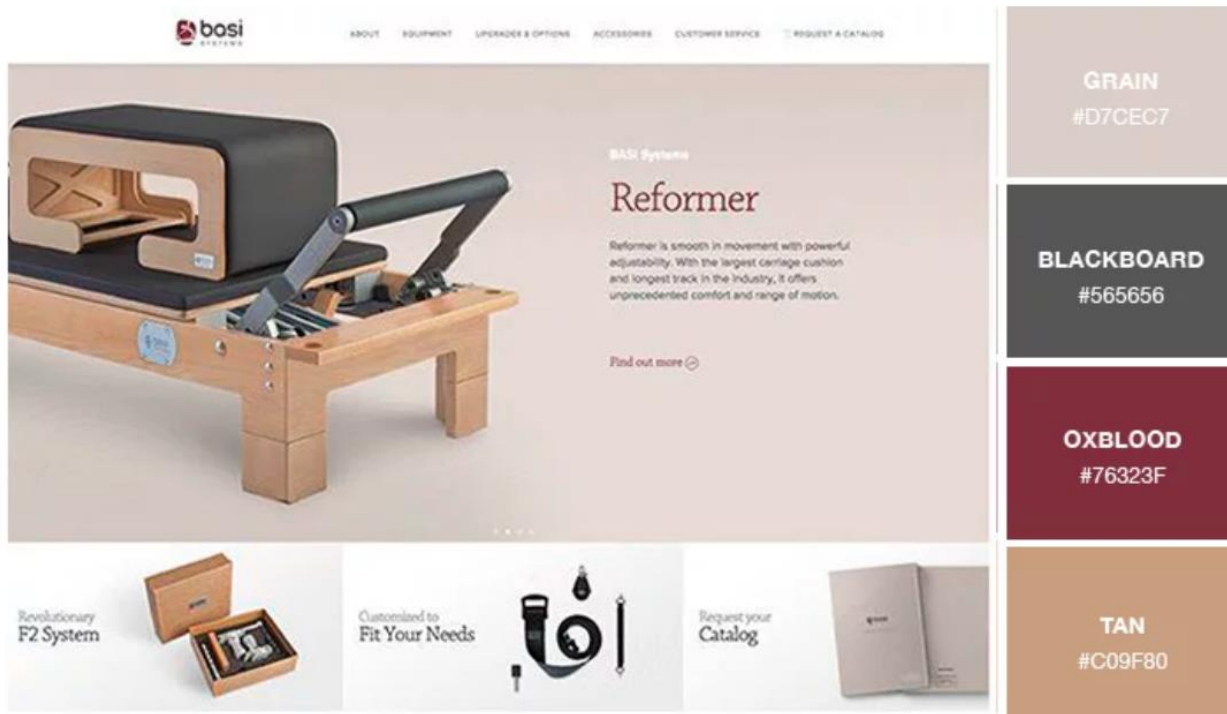 basi
SYSTEMS
ABOUT
EQUIPMENT
UPGRADES & OPTIONS
ACCESSORIES
CUSTOMER SERVICE
REQUEST A CATALOG
BASI Systems
Reformer
Reformer is smooth in movement with powerful
adjustability. With the largest carriage cushion
and longest track in the industry, it offers
unprecedented comfort and range of motion.
Find out more
Revolutionary
F2 System
Customized to
Fit Your Needs
Request your
Catalog
GRAIN
#D7CEC7
BLACKBOARD
#565656
OXBLOOD
#76323F
TAN
#C09F80